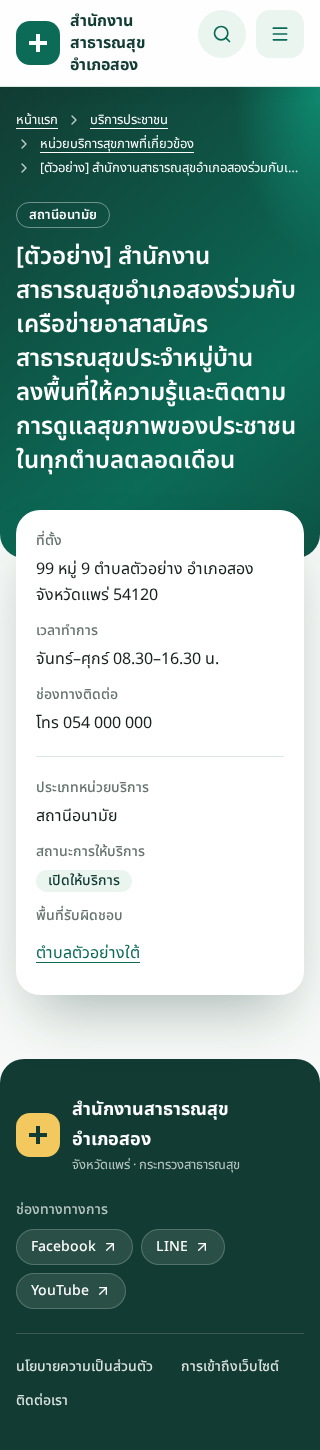 สำนักงาน
สาธารณสุข
อำเภอสอง
หน้าแรก
บริการประชาชน
หน่วยบริการสุขภาพที่เกี่ยวข้อง
[ตัวอย่าง] สำนักงานสาธารณสุขอำเภอสองร่วมกับเ...
สถานีอนามัย
[ตัวอย่าง] สำนักงาน
สาธารณสุขอำเภอสองร่วมกับ
เครือข่ายอาสาสมัคร
สาธารณสุขประจำหมู่บ้าน
ลงพื้นที่ให้ความรู้และติดตาม
การดูแลสุขภาพของประชาชน
ในทุกตำบลตลอดเดือน
ที่ตั้ง
99 หมู่ 9 ตำบลตัวอย่าง อำเภอสอง
จังหวัดแพร่ 54120
เวลาทำการ
จันทร์–ศุกร์ 08.30–16.30 น.
ช่องทางติดต่อ
โทร 054 000 000
ประเภทหน่วยบริการ
สถานีอนามัย
สถานะการให้บริการ
เปิดให้บริการ
พื้นที่รับผิดชอบ
ตำบลตัวอย่างใต้
สำนักงานสาธารณสุข
อำเภอสอง
จังหวัดแพร่ · กระทรวงสาธารณสุข
ช่องทางทางการ
Facebook
LINE
YouTube
นโยบายความเป็นส่วนตัว
การเข้าถึงเว็บไซต์
ติดต่อเรา